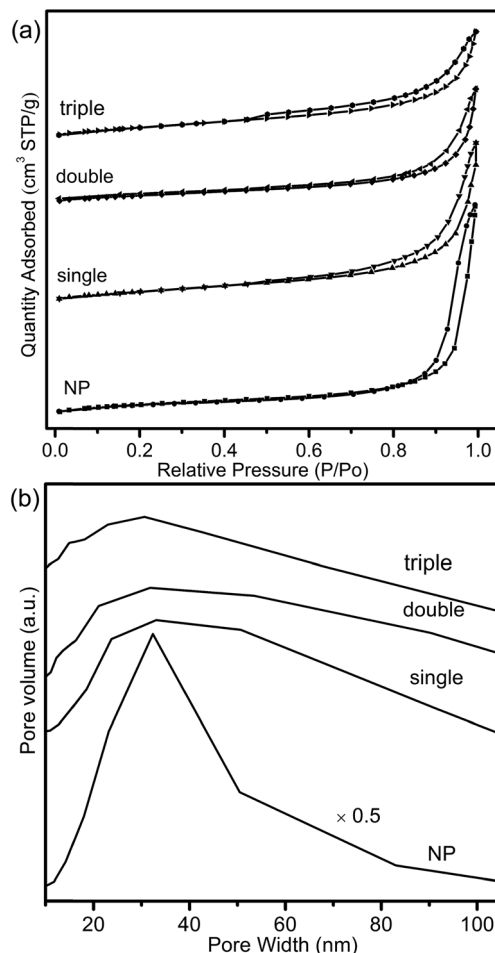 (a)
triple
double
single
NP
Quantity Adsorbed (cm³ STP/g)
0.0 0.2 0.4 0.6 0.8 1.0
Relative Pressure (P/Po)
(b)
triple
double
single
× 0.5
NP
Pore volume (a.u.)
20 40 60 80 100
Pore Width (nm)